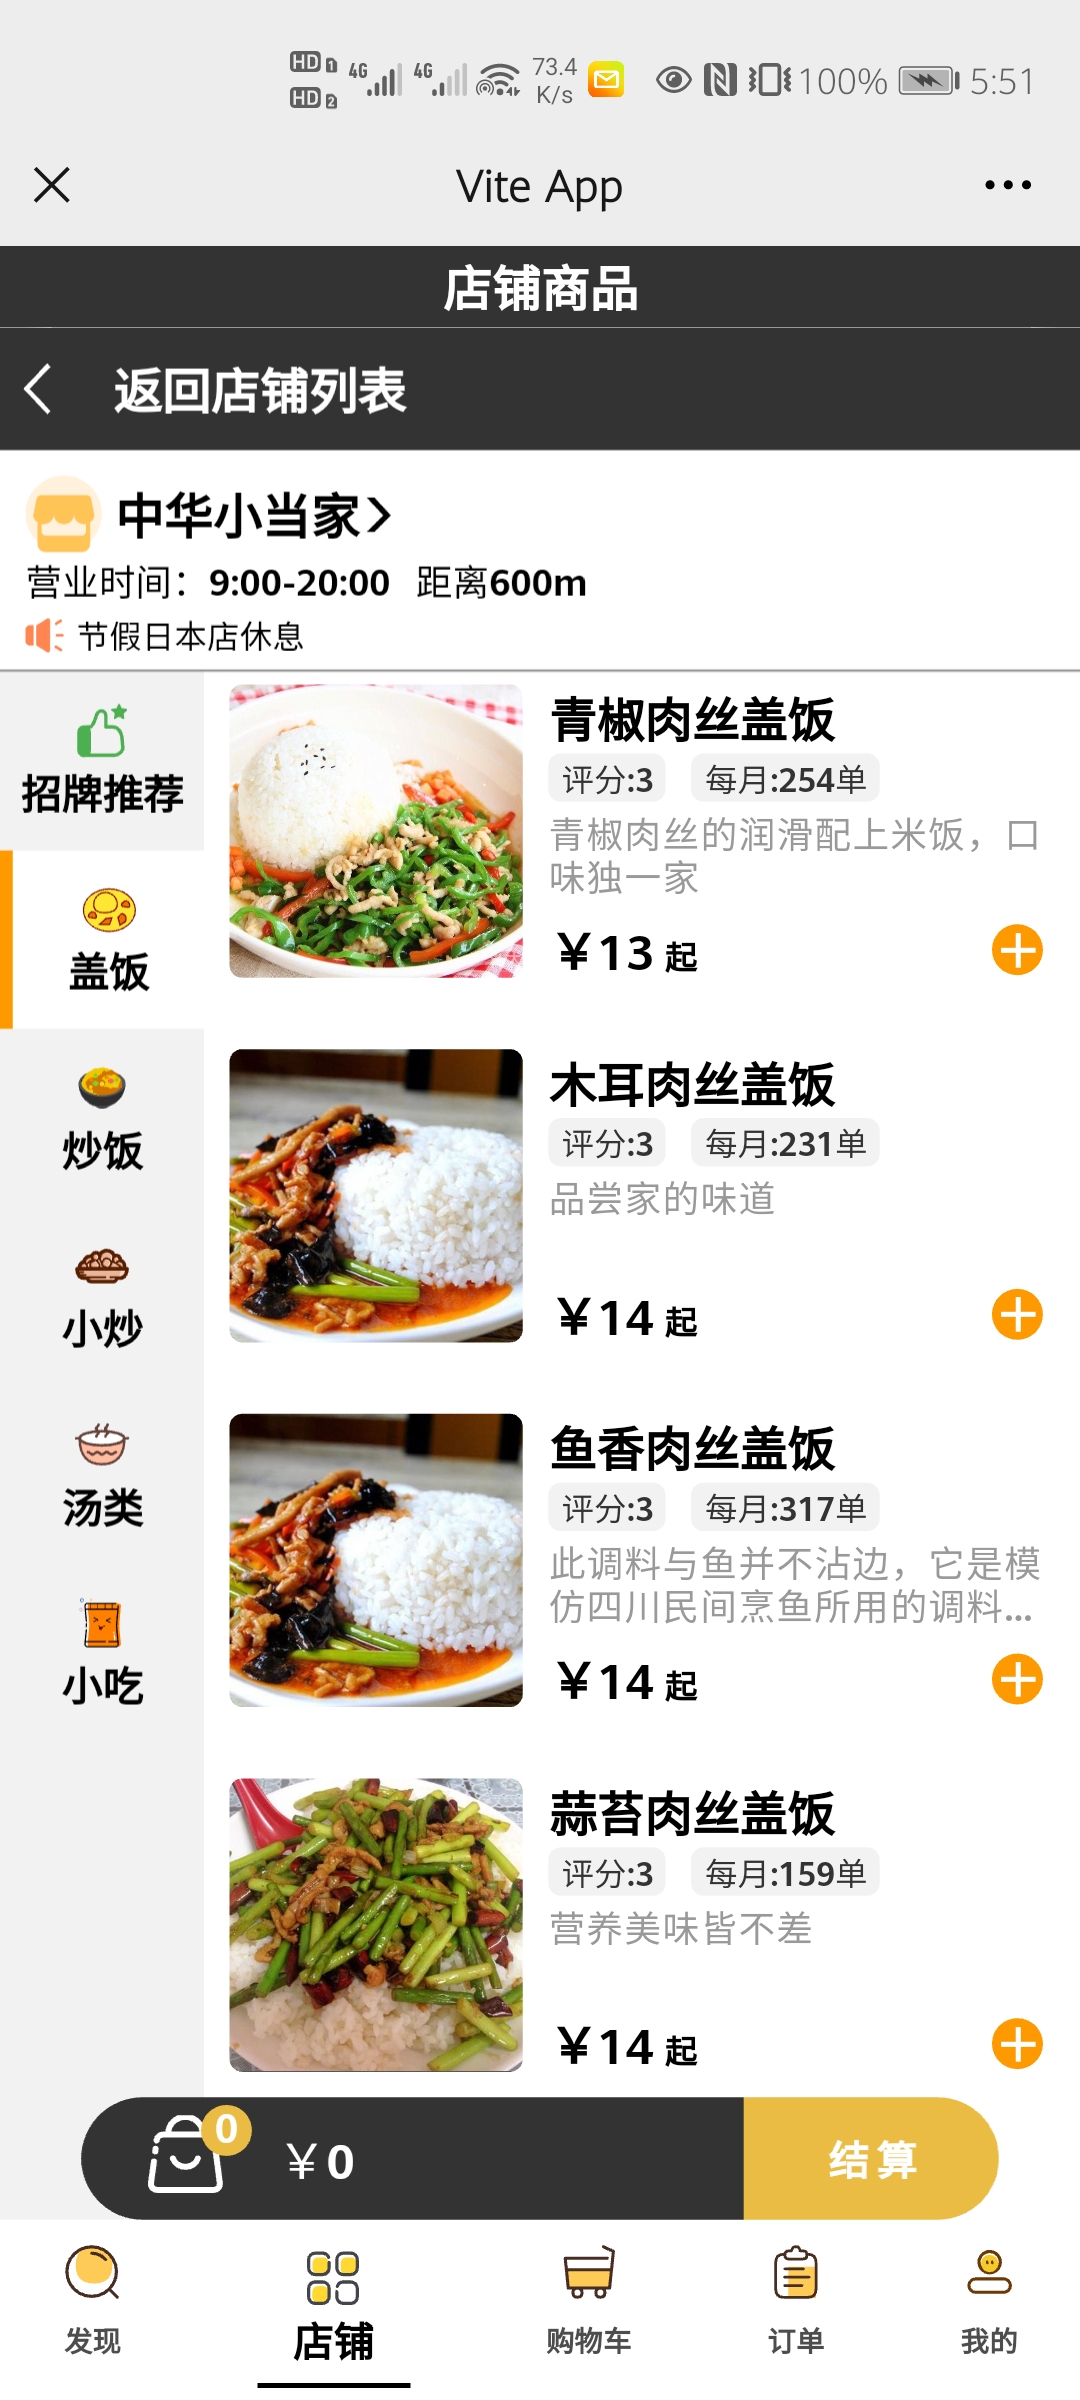 HD 1 4G 4G 73.4 100% 5:51
HD 2 K/s
Vite App
店铺商品
返回店铺列表
中华小当家
营业时间：9:00-20:00 距离600m
节假日本店休息
招牌推荐
盖饭
炒饭
小炒
汤类
小吃
青椒肉丝盖饭
评分:3 每月:254单
青椒肉丝的润滑配上米饭，口
味独一家
￥13 起
木耳肉丝盖饭
评分:3 每月:231单
品尝家的味道
￥14 起
鱼香肉丝盖饭
评分:3 每月:317单
此调料与鱼并不沾边，它是模
仿四川民间烹鱼所用的调料...
￥14 起
蒜苔肉丝盖饭
评分:3 每月:159单
营养美味皆不差
￥14 起
0 ￥0 结算
发现 店铺 购物车 订单 我的